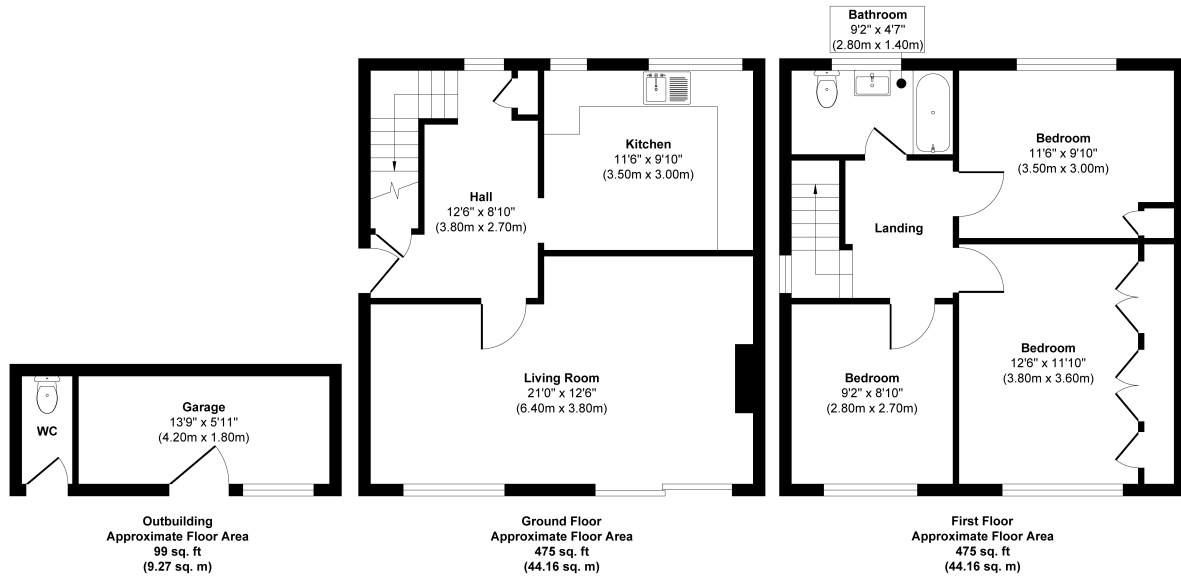 Bathroom
9'2" x 4'7"
(2.80m x 1.40m)
Kitchen
11'6" x 9'10"
(3.50m x 3.00m)
Hall
12'6" x 8'10"
(3.80m x 2.70m)
Bedroom
11'6" x 9'10"
(3.50m x 3.00m)
Landing
Living Room
21'0" x 12'6"
(6.40m x 3.80m)
Bedroom
9'2" x 8'10"
(2.80m x 2.70m)
Bedroom
12'6" x 11'10"
(3.80m x 3.60m)
WC
Garage
13'9" x 5'11"
(4.20m x 1.80m)
Outbuilding
Approximate Floor Area
99 sq. ft
(9.27 sq. m)
Ground Floor
Approximate Floor Area
475 sq. ft
(44.16 sq. m)
First Floor
Approximate Floor Area
475 sq. ft
(44.16 sq. m)